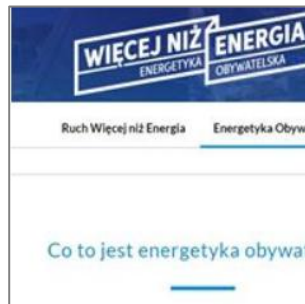 WIĘCEJ NIŻ ENERGIA
ENERGETYKA OBYWATELSKA
Ruch Więcej niż Energia Energetyka Obyw
Co to jest energetyka obywat